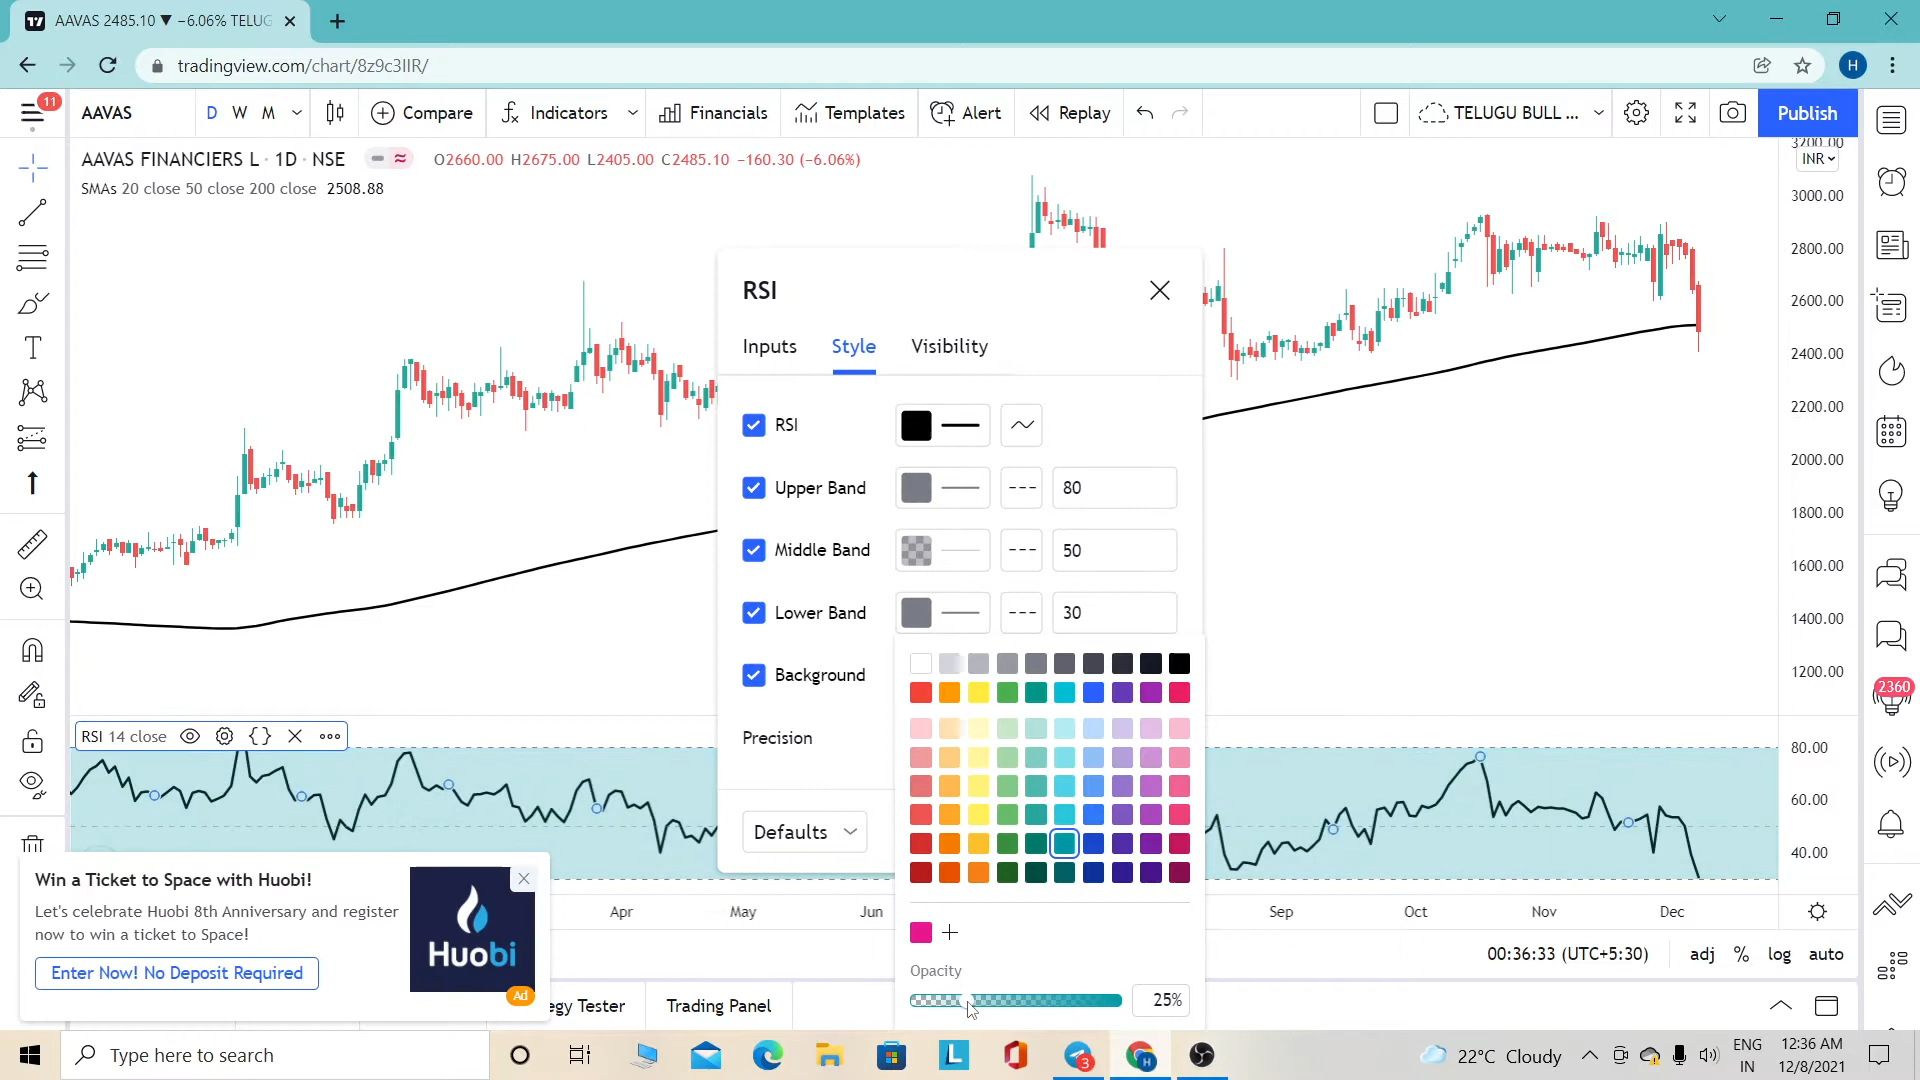 AAVAS 2485.10 ▼ −6.06% TELUG
tradingview.com/chart/8z9c3IIR/
H
11
AAVAS
D W M
Compare
Indicators
Financials
Templates
Alert
Replay
TELUGU BULL ...
Publish
AAVAS FINANCIERS L · 1D · NSE
O2660.00 H2675.00 L2405.00 C2485.10 −160.30 (−6.06%)
SMAs 20 close 50 close 200 close 2508.88
3200.00
INR
3000.00
2800.00
2600.00
2400.00
2200.00
2000.00
1800.00
1600.00
1400.00
1200.00
RSI
Inputs Style Visibility
RSI
Upper Band 80
Middle Band 50
Lower Band 30
Background
Precision
Defaults
Opacity
25%
RSI 14 close
80.00
60.00
40.00
2360
Apr May Jun Sep Oct Nov Dec
00:36:33 (UTC+5:30) adj % log auto
Win a Ticket to Space with Huobi!
Let's celebrate Huobi 8th Anniversary and register
now to win a ticket to Space!
Enter Now! No Deposit Required
Huobi
Ad
egy Tester
Trading Panel
Type here to search
L
3
H
22°C Cloudy
ENG
IN
12:36 AM
12/8/2021